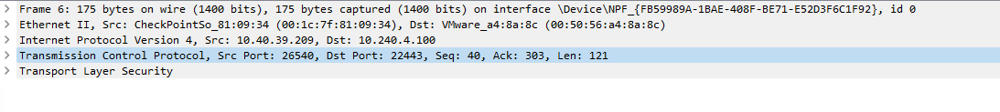 Frame 6: 175 bytes on wire (1400 bits), 175 bytes captured (1400 bits) on interface \Device\NPF_{FB59989A-1BAE-408F-BE71-E52D3F6C1F92}, id 0
Ethernet II, Src: CheckPointSo_81:09:34 (00:1c:7f:81:09:34), Dst: VMware_a4:8a:8c (00:50:56:a4:8a:8c)
Internet Protocol Version 4, Src: 10.40.39.209, Dst: 10.240.4.100
Transmission Control Protocol, Src Port: 26540, Dst Port: 22443, Seq: 40, Ack: 303, Len: 121
Transport Layer Security